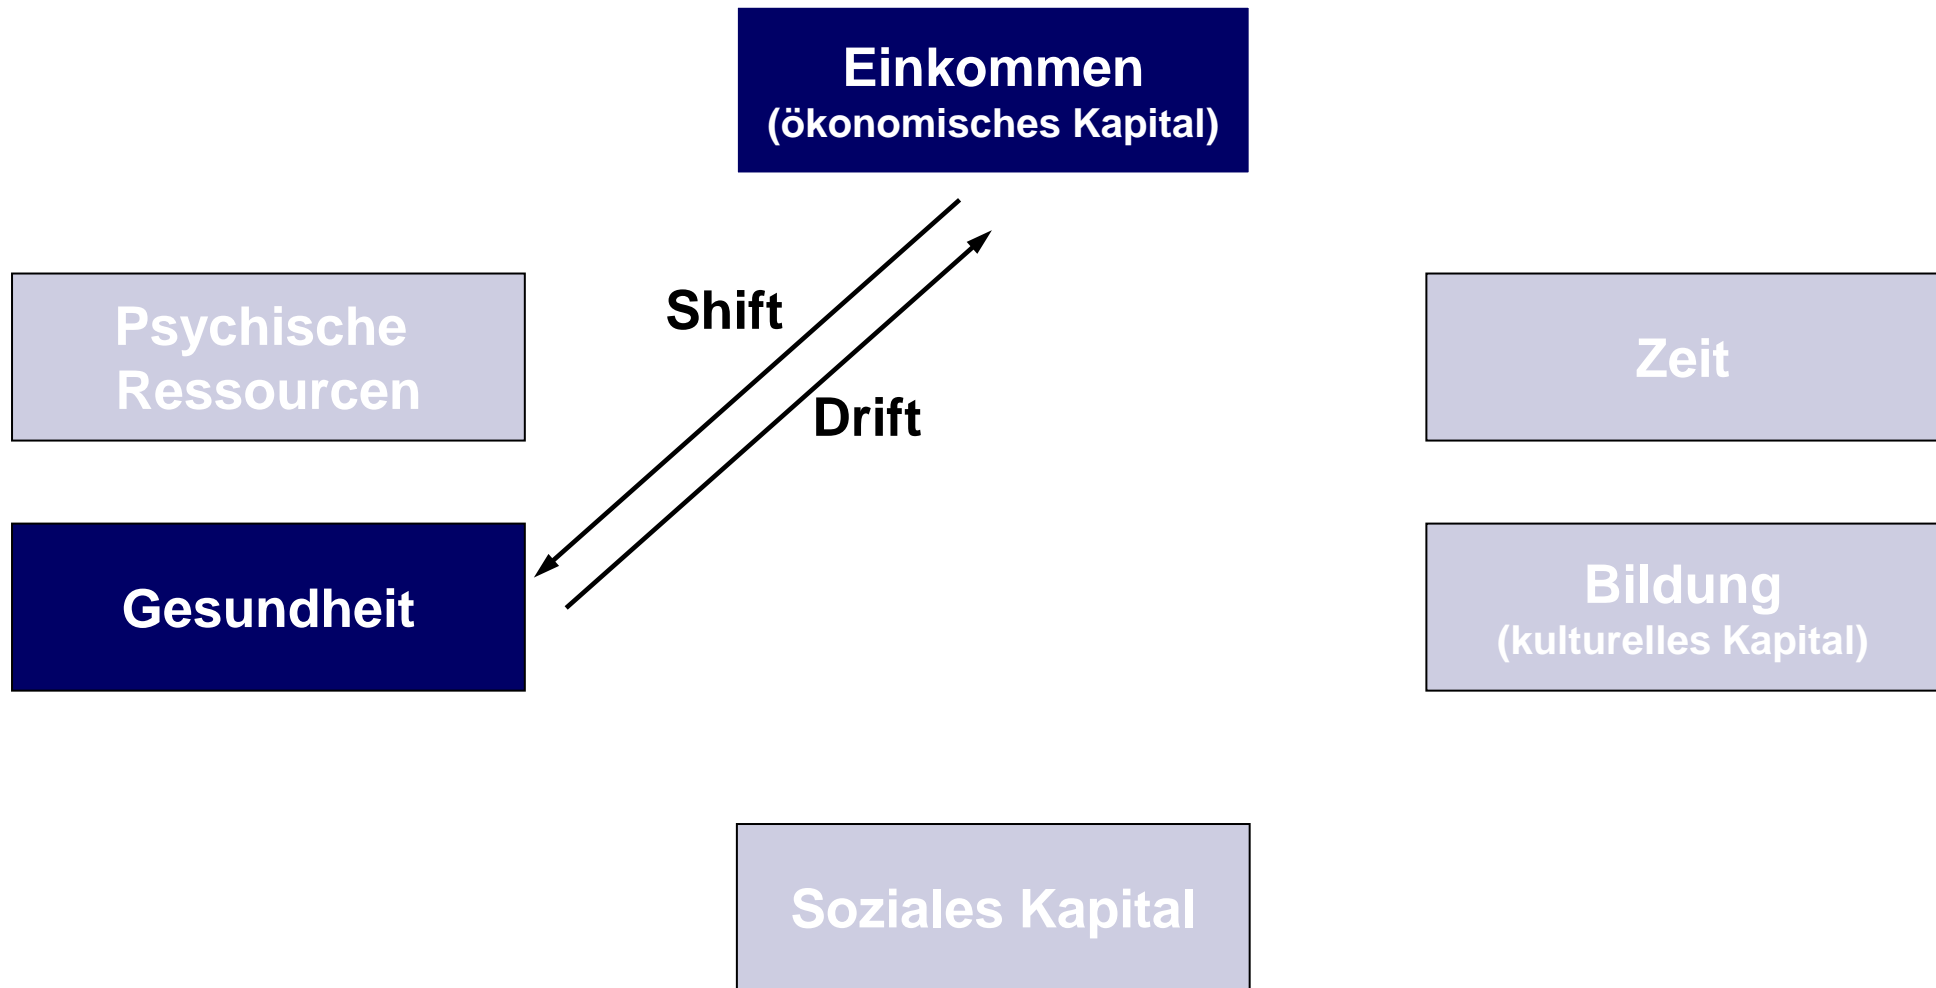 Einkommen
(ökonomisches Kapital)
Shift
Psychische
Ressourcen
Zeit
Drift
Gesundheit
Bildung
(kulturelles Kapital)
Soziales Kapital